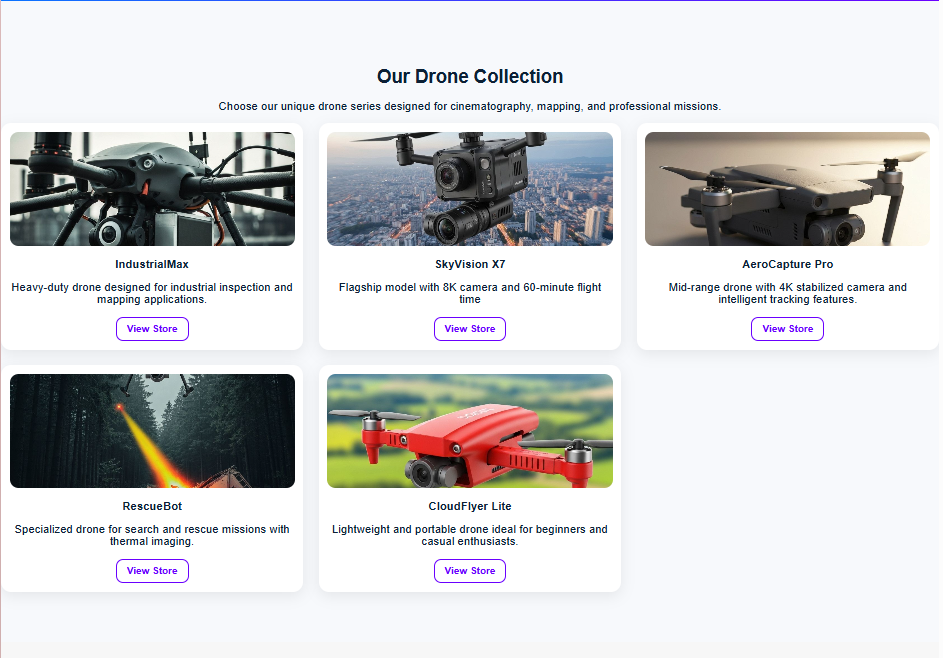 Our Drone Collection
Choose our unique drone series designed for cinematography, mapping, and professional missions.
IndustrialMax
Heavy-duty drone designed for industrial inspection and
mapping applications.
View Store
SkyVision X7
Flagship model with 8K camera and 60-minute flight
time
View Store
AeroCapture Pro
Mid-range drone with 4K stabilized camera and
intelligent tracking features.
View Store
RescueBot
Specialized drone for search and rescue missions with
thermal imaging.
View Store
CloudFlyer Lite
Lightweight and portable drone ideal for beginners and
casual enthusiasts.
View Store